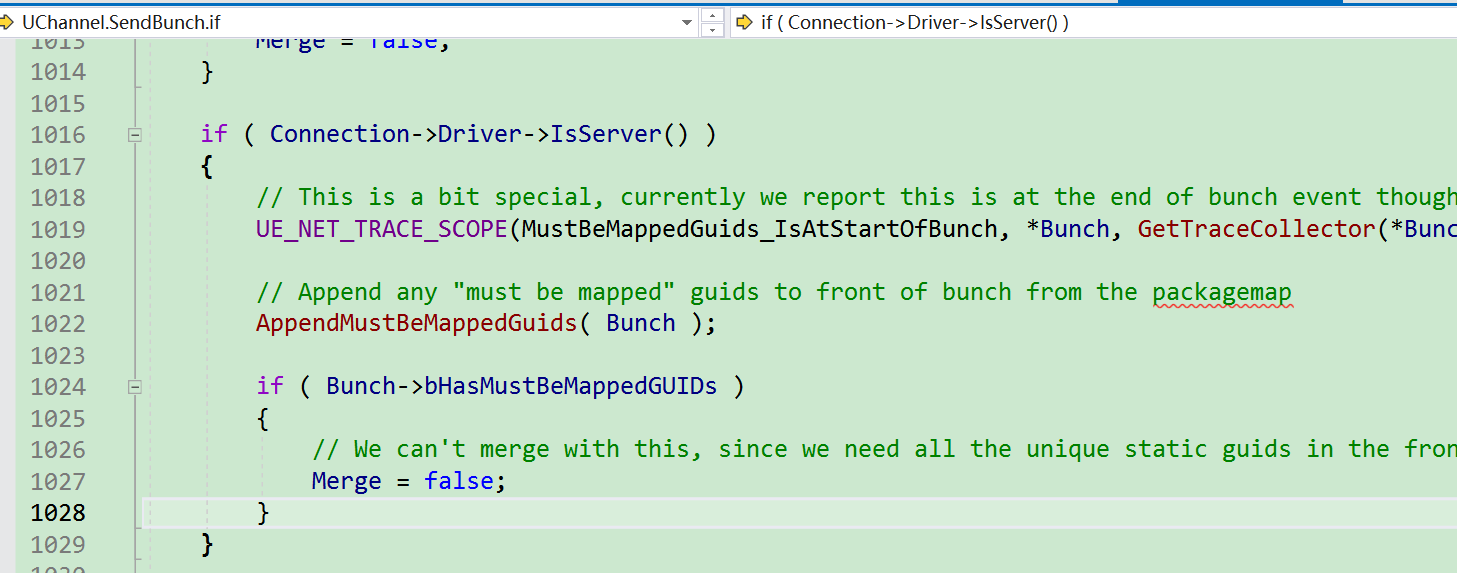 UChannel.SendBunch.if
if ( Connection->Driver->IsServer() )
1013 Merge = false;
1014 }
1015
1016 if ( Connection->Driver->IsServer() )
1017 {
1018 // This is a bit special, currently we report this is at the end of bunch event though
1019 UE_NET_TRACE_SCOPE(MustBeMappedGuids_IsAtStartOfBunch, *Bunch, GetTraceCollector(*Bunc
1020
1021 // Append any "must be mapped" guids to front of bunch from the packagemap
1022 AppendMustBeMappedGuids( Bunch );
1023
1024 if ( Bunch->bHasMustBeMappedGUIDs )
1025 {
1026 // We can't merge with this, since we need all the unique static guids in the fron
1027 Merge = false;
1028 }
1029 }